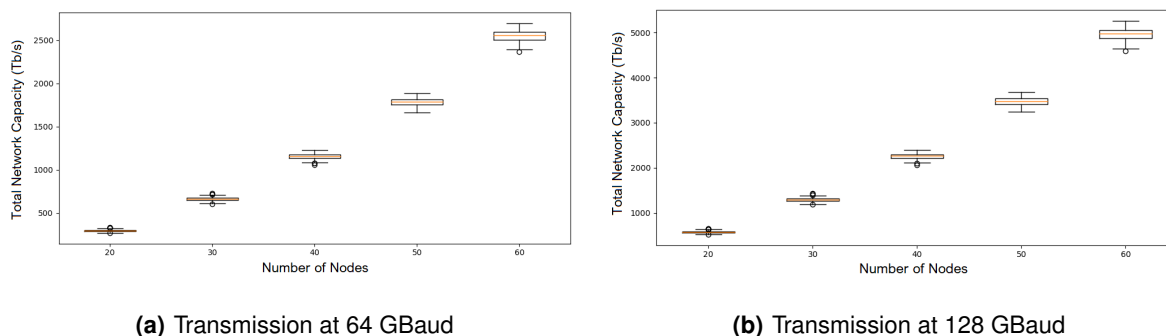 Total Network Capacity (Tb/s)
2500
2000
1500
1000
500
20 30 40 50 60
Number of Nodes
(a) Transmission at 64 GBaud
Total Network Capacity (Tb/s)
5000
4000
3000
2000
1000
20 30 40 50 60
Number of Nodes
(b) Transmission at 128 GBaud